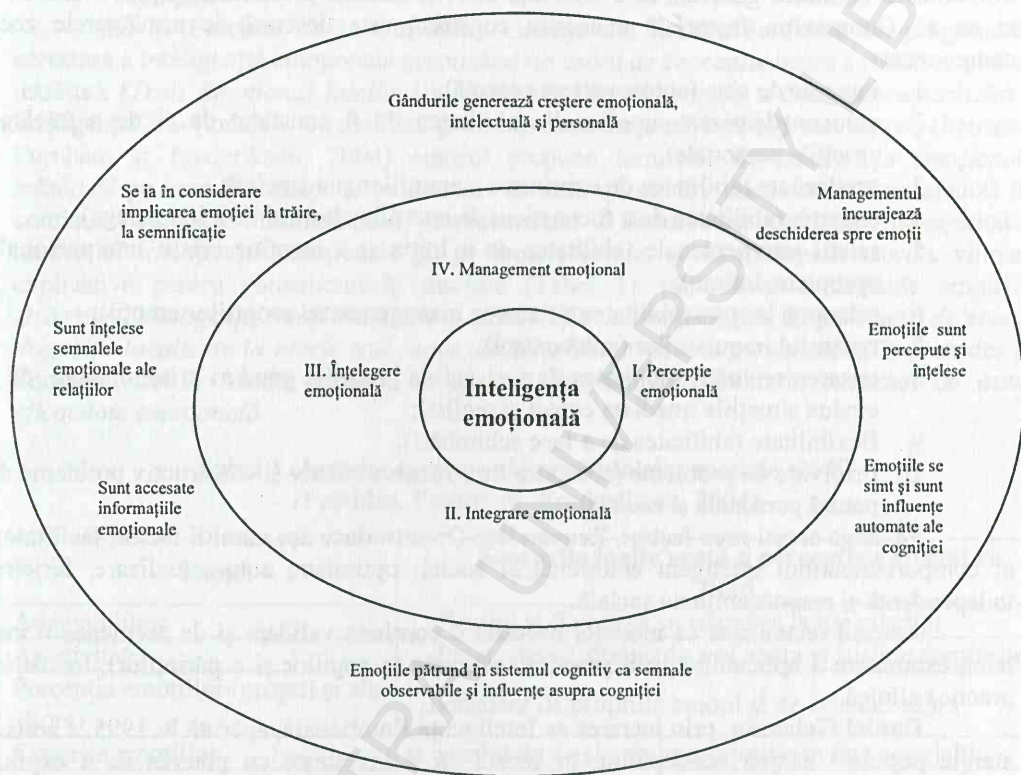 Gândurile generează creștere emoțională,
intelectuală și personală
Se ia în considerare
implicarea emoției la trăire,
la semnificație
Managementul
încurajează
deschiderea spre emoții
IV. Management emoțional
Sunt înțelese
semnalele
emoționale ale
relațiilor
III. Înțelegere
emoțională
Inteligența
emoțională
I. Percepție
emoțională
Emoțiile sunt
percepute și
înțelese
Sunt accesate
informațiile
emoționale
II. Integrare emoțională
Emoțiile se
simt și sunt
influențe
automate ale
cogniției
Emoțiile pătrund în sistemul cognitiv ca semnale
observabile și influențe asupra cogniției
UNIVERSITY